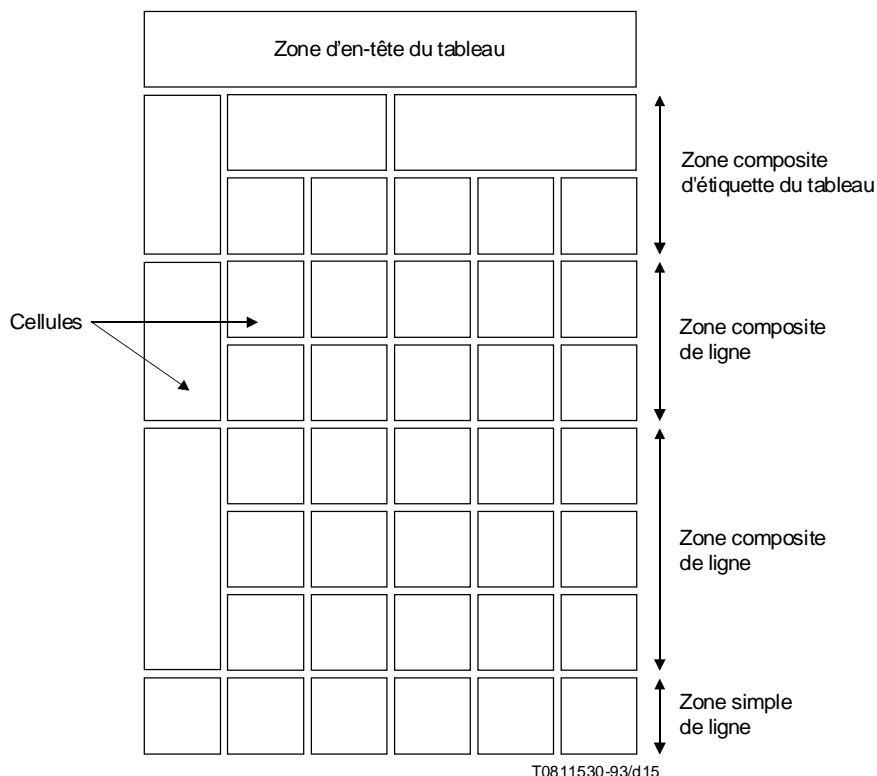 Zone d'en-tête du tableau
Zone composite
d'étiquette du tableau
Cellules
Zone composite
de ligne
Zone composite
de ligne
Zone simple
de ligne
T0811530-93/d15